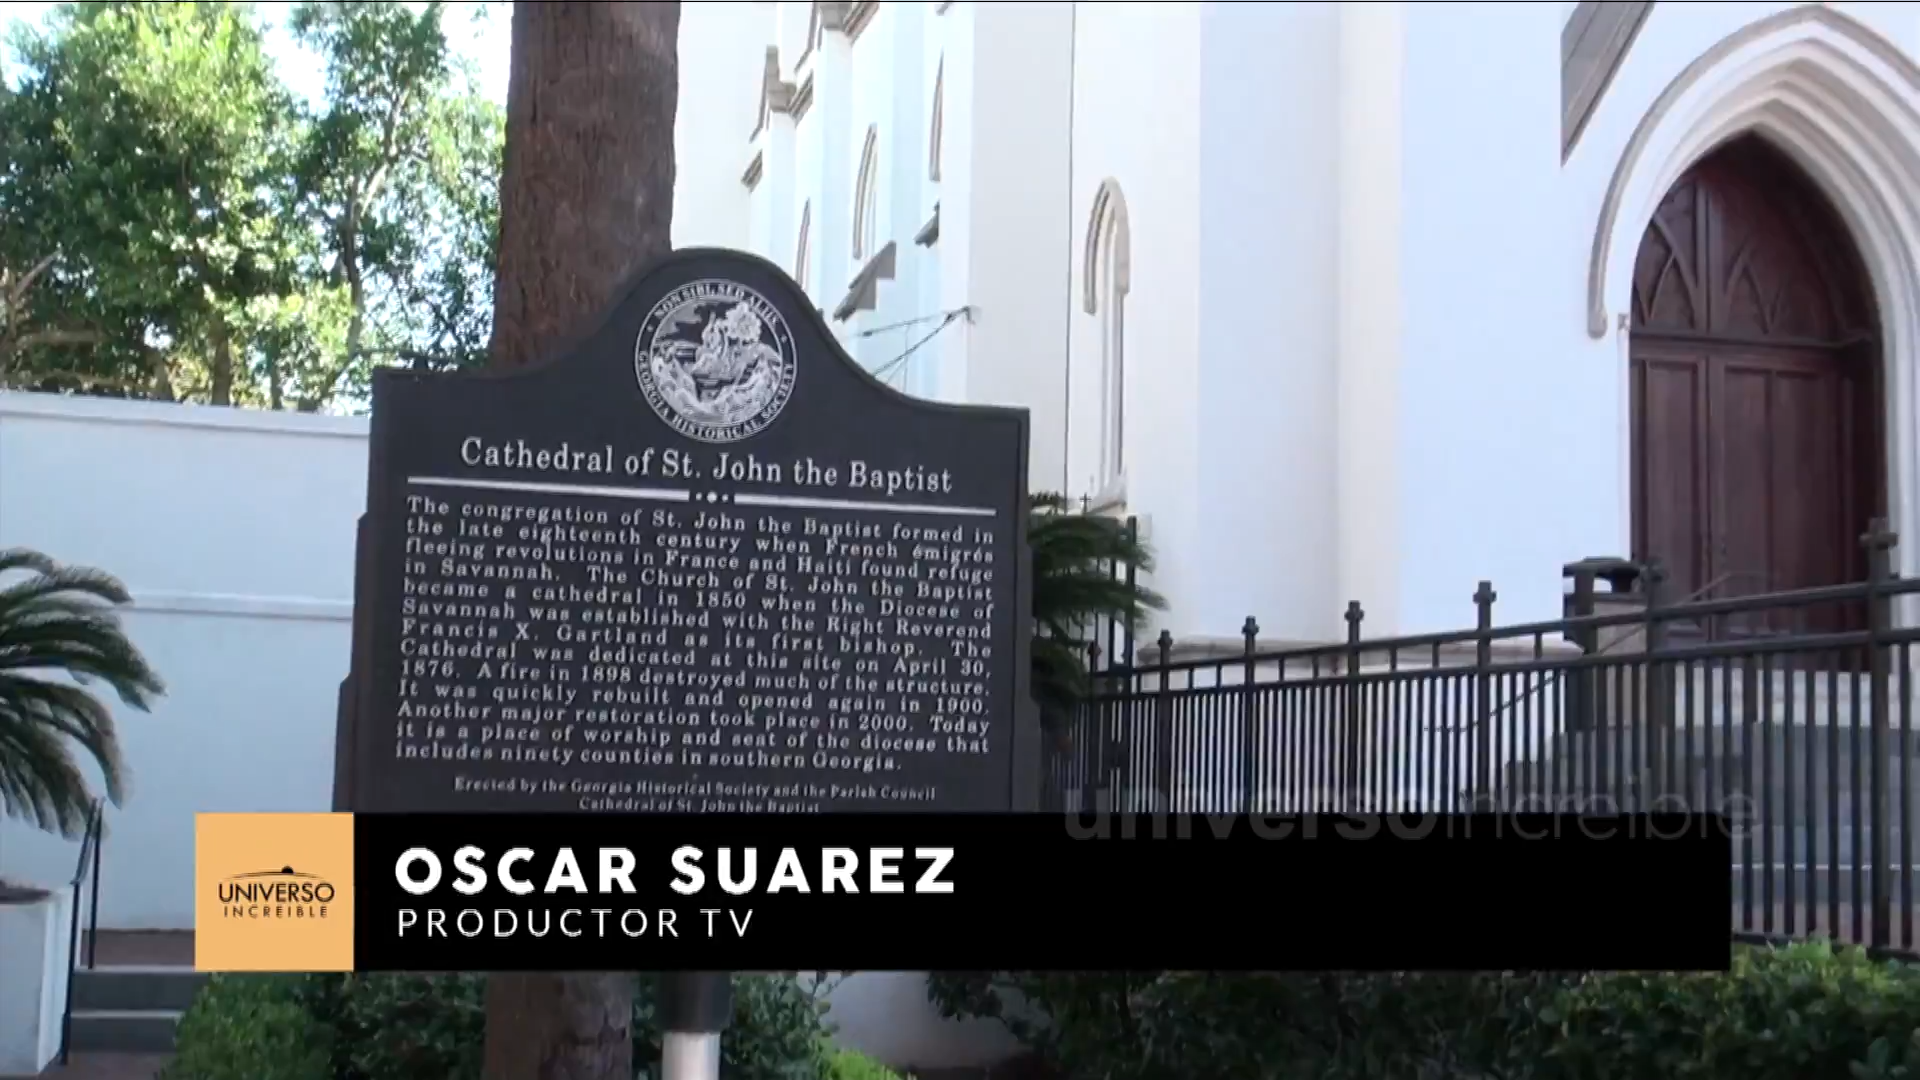 NON SIBI, SED ALIIS
GEORGIA HISTORICAL SOCIETY
Cathedral of St. John the Baptist
The congregation of St. John the Baptist formed in
the late eighteenth century when French émigrés
fleeing revolutions in France and Haiti found refuge
in Savannah. The Church of St. John the Baptist
became a cathedral in 1850 when the Diocese of
Savannah was established with the Right Reverend
Francis X. Gartland as its first bishop. The
Cathedral was dedicated at this site on April 30,
1876. A fire in 1898 destroyed much of the structure.
It was quickly rebuilt and opened again in 1900.
Another major restoration took place in 2000. Today
it is a place of worship and seat of the diocese that
includes ninety counties in southern Georgia.
Erected by the Georgia Historical Society and the Parish Council
Cathedral of St. John the Baptist
universoincreible
UNIVERSO
INCREIBLE
OSCAR SUAREZ
PRODUCTOR TV